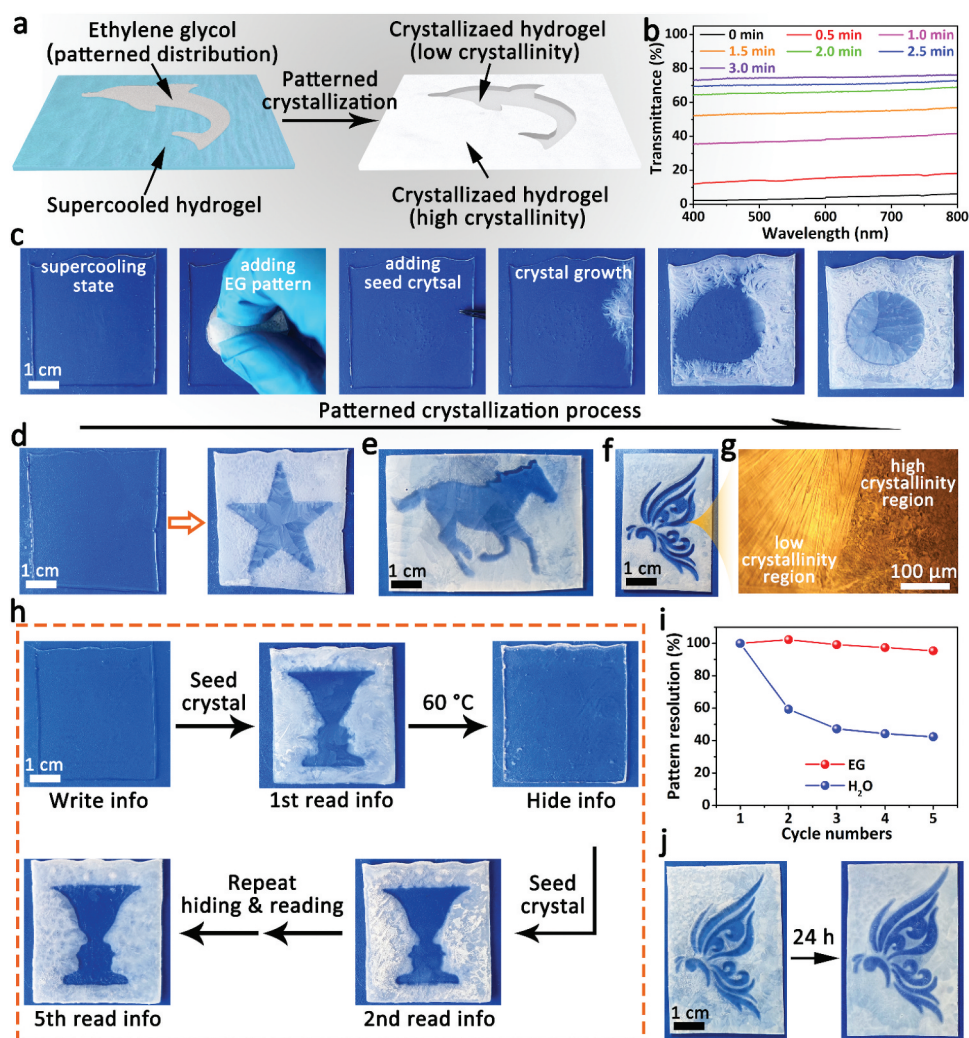 a
Ethylene glycol
(patterned distribution)
Patterned
crystallization
Supercooled hydrogel
Crystallizaed hydrogel
(low crystallinity)
Crystallizaed hydrogel
(high crystallinity)
b
Transmittance (%)
100
80
60
40
20
0
0 min
0.5 min
1.0 min
1.5 min
2.0 min
2.5 min
3.0 min
400
500
600
700
800
Wavelength (nm)
c
supercooling
state
1 cm
adding
EG pattern
adding
seed crytsal
crystal growth
Patterned crystallization process
d
1 cm
e
1 cm
f
1 cm
g
high
crystallinity
region
low
crystallinity
region
100 μm
h
1 cm
Write info
Seed
crystal
1st read info
60 °C
Hide info
Seed
crystal
2nd read info
Repeat
hiding & reading
5th read info
i
Pattern resolution (%)
100
80
60
40
20
0
EG
H₂O
1
2
3
4
5
Cycle numbers
j
1 cm
24 h